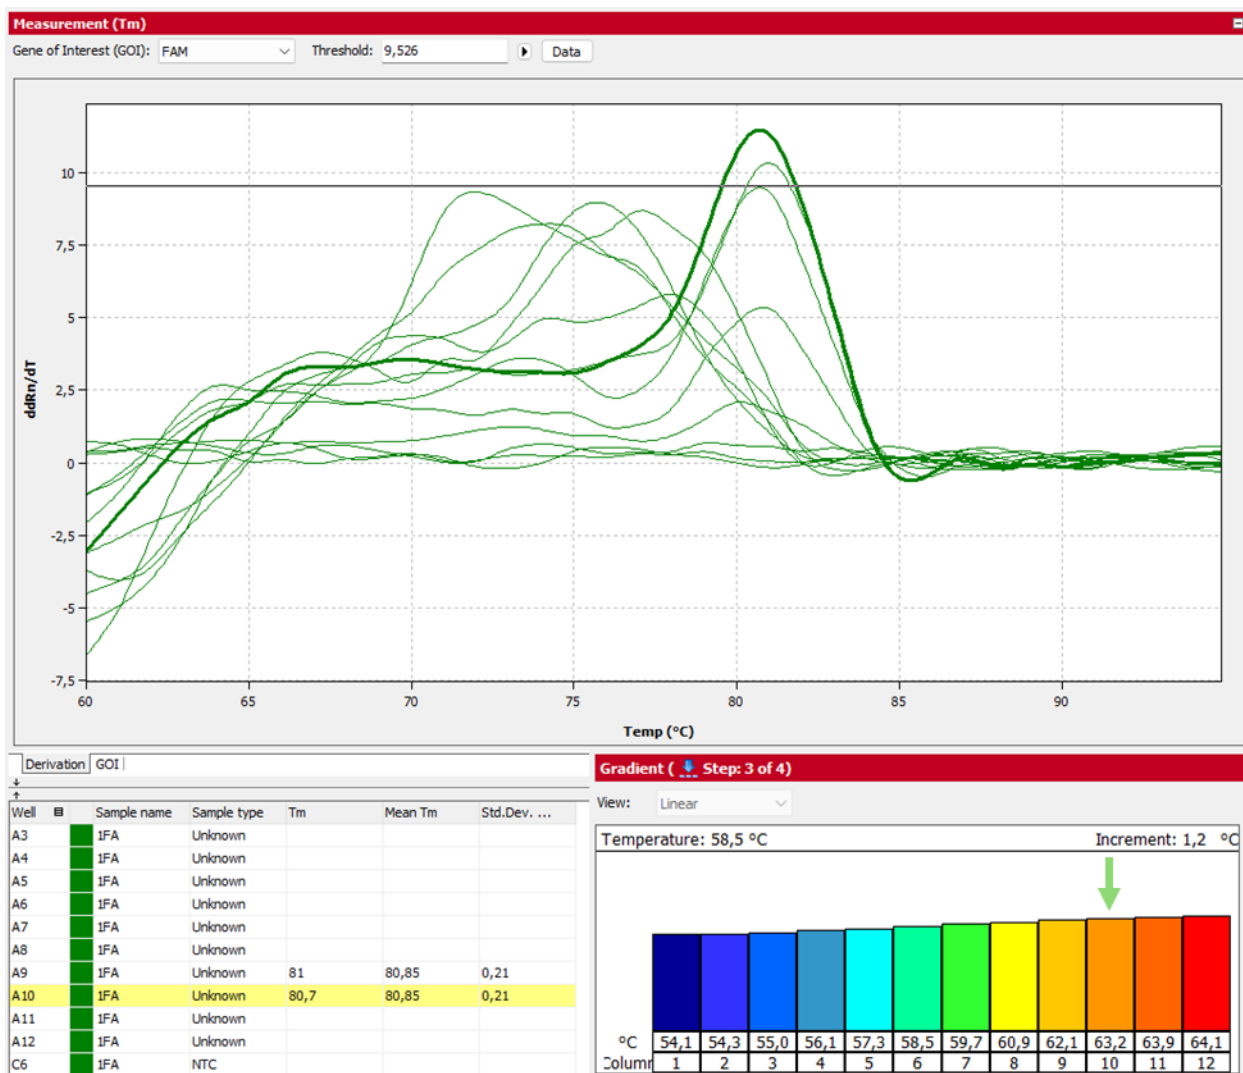 Measurement (Tm)
Gene of Interest (GOI): FAM Threshold: 9,526 Data
10
7,5
5
2,5
0
-2,5
-5
-7,5
ddRn/dT
60 65 70 75 80 85 90
Temp (°C)
Derivation GOI
Well Sample name Sample type Tm Mean Tm Std.Dev. ...
A3 1FA Unknown
A4 1FA Unknown
A5 1FA Unknown
A6 1FA Unknown
A7 1FA Unknown
A8 1FA Unknown
A9 1FA Unknown 81 80,85 0,21
A10 1FA Unknown 80,7 80,85 0,21
A11 1FA Unknown
A12 1FA Unknown
C6 1FA NTC
Gradient ( Step: 3 of 4)
View: Linear
Temperature: 58,5 °C Increment: 1,2 °C
°C 54,1 54,3 55,0 56,1 57,3 58,5 59,7 60,9 62,1 63,2 63,9 64,1
Column 1 2 3 4 5 6 7 8 9 10 11 12